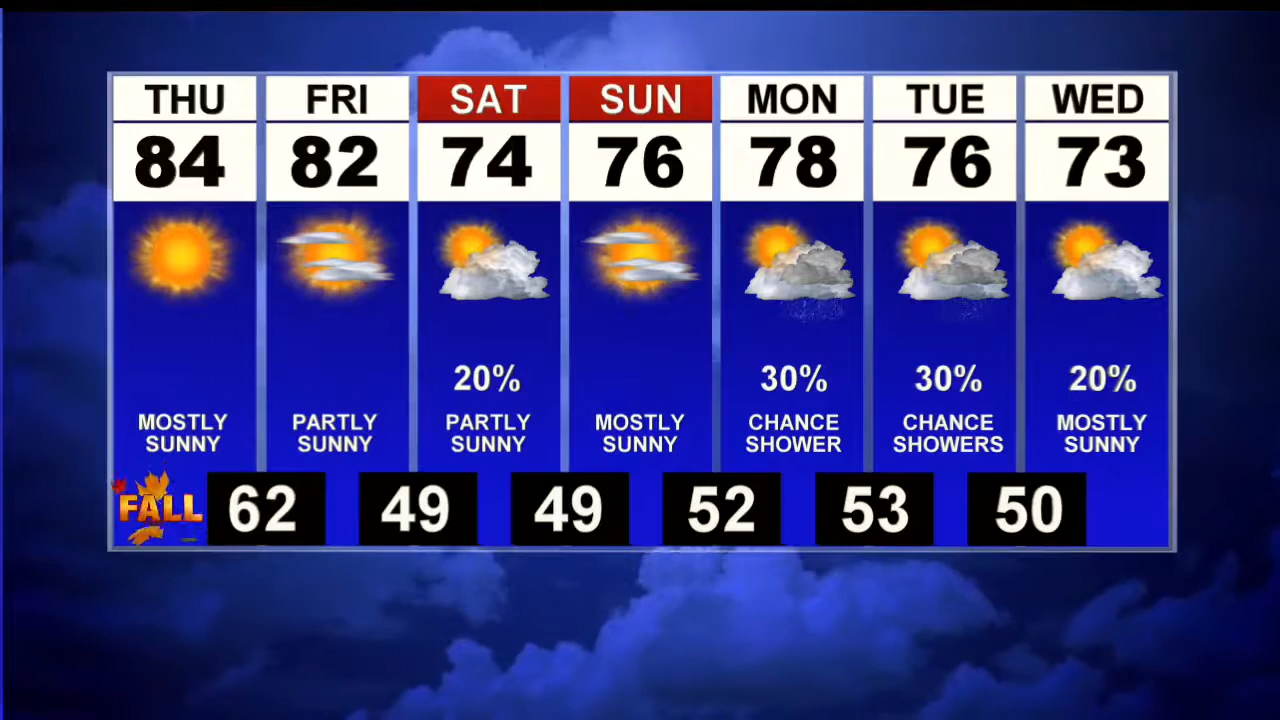 THU FRI SAT SUN MON TUE WED
84 82 74 76 78 76 73
20% 30% 30% 20%
MOSTLY PARTLY PARTLY MOSTLY CHANCE CHANCE MOSTLY
SUNNY SUNNY SUNNY SUNNY SHOWER SHOWERS SUNNY
FALL 62 49 49 52 53 50